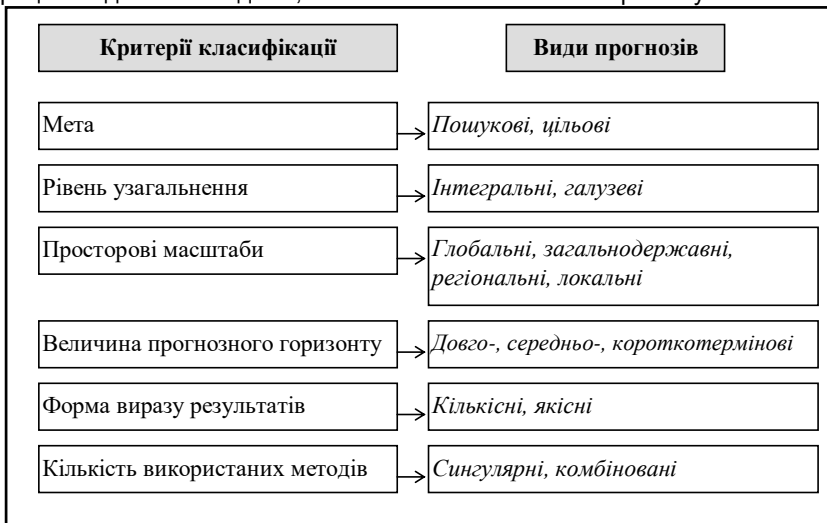 Критерії класифікації
Види прогнозів
Мета
Пошукові, цільові
Рівень узагальнення
Інтегральні, галузеві
Просторові масштаби
Глобальні, загальнодержавні,
регіональні, локальні
Величина прогнозного горизонту
Довго-, середньо-, короткотермінові
Форма виразу результатів
Кількісні, якісні
Кількість використаних методів
Сингулярні, комбіновані